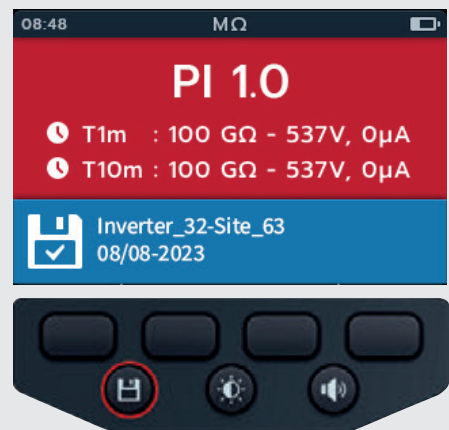 08:48 MΩ
PI 1.0
T1m : 100 GΩ - 537V, 0µA
T10m : 100 GΩ - 537V, 0µA
Inverter_32-Site_63
08/08-2023